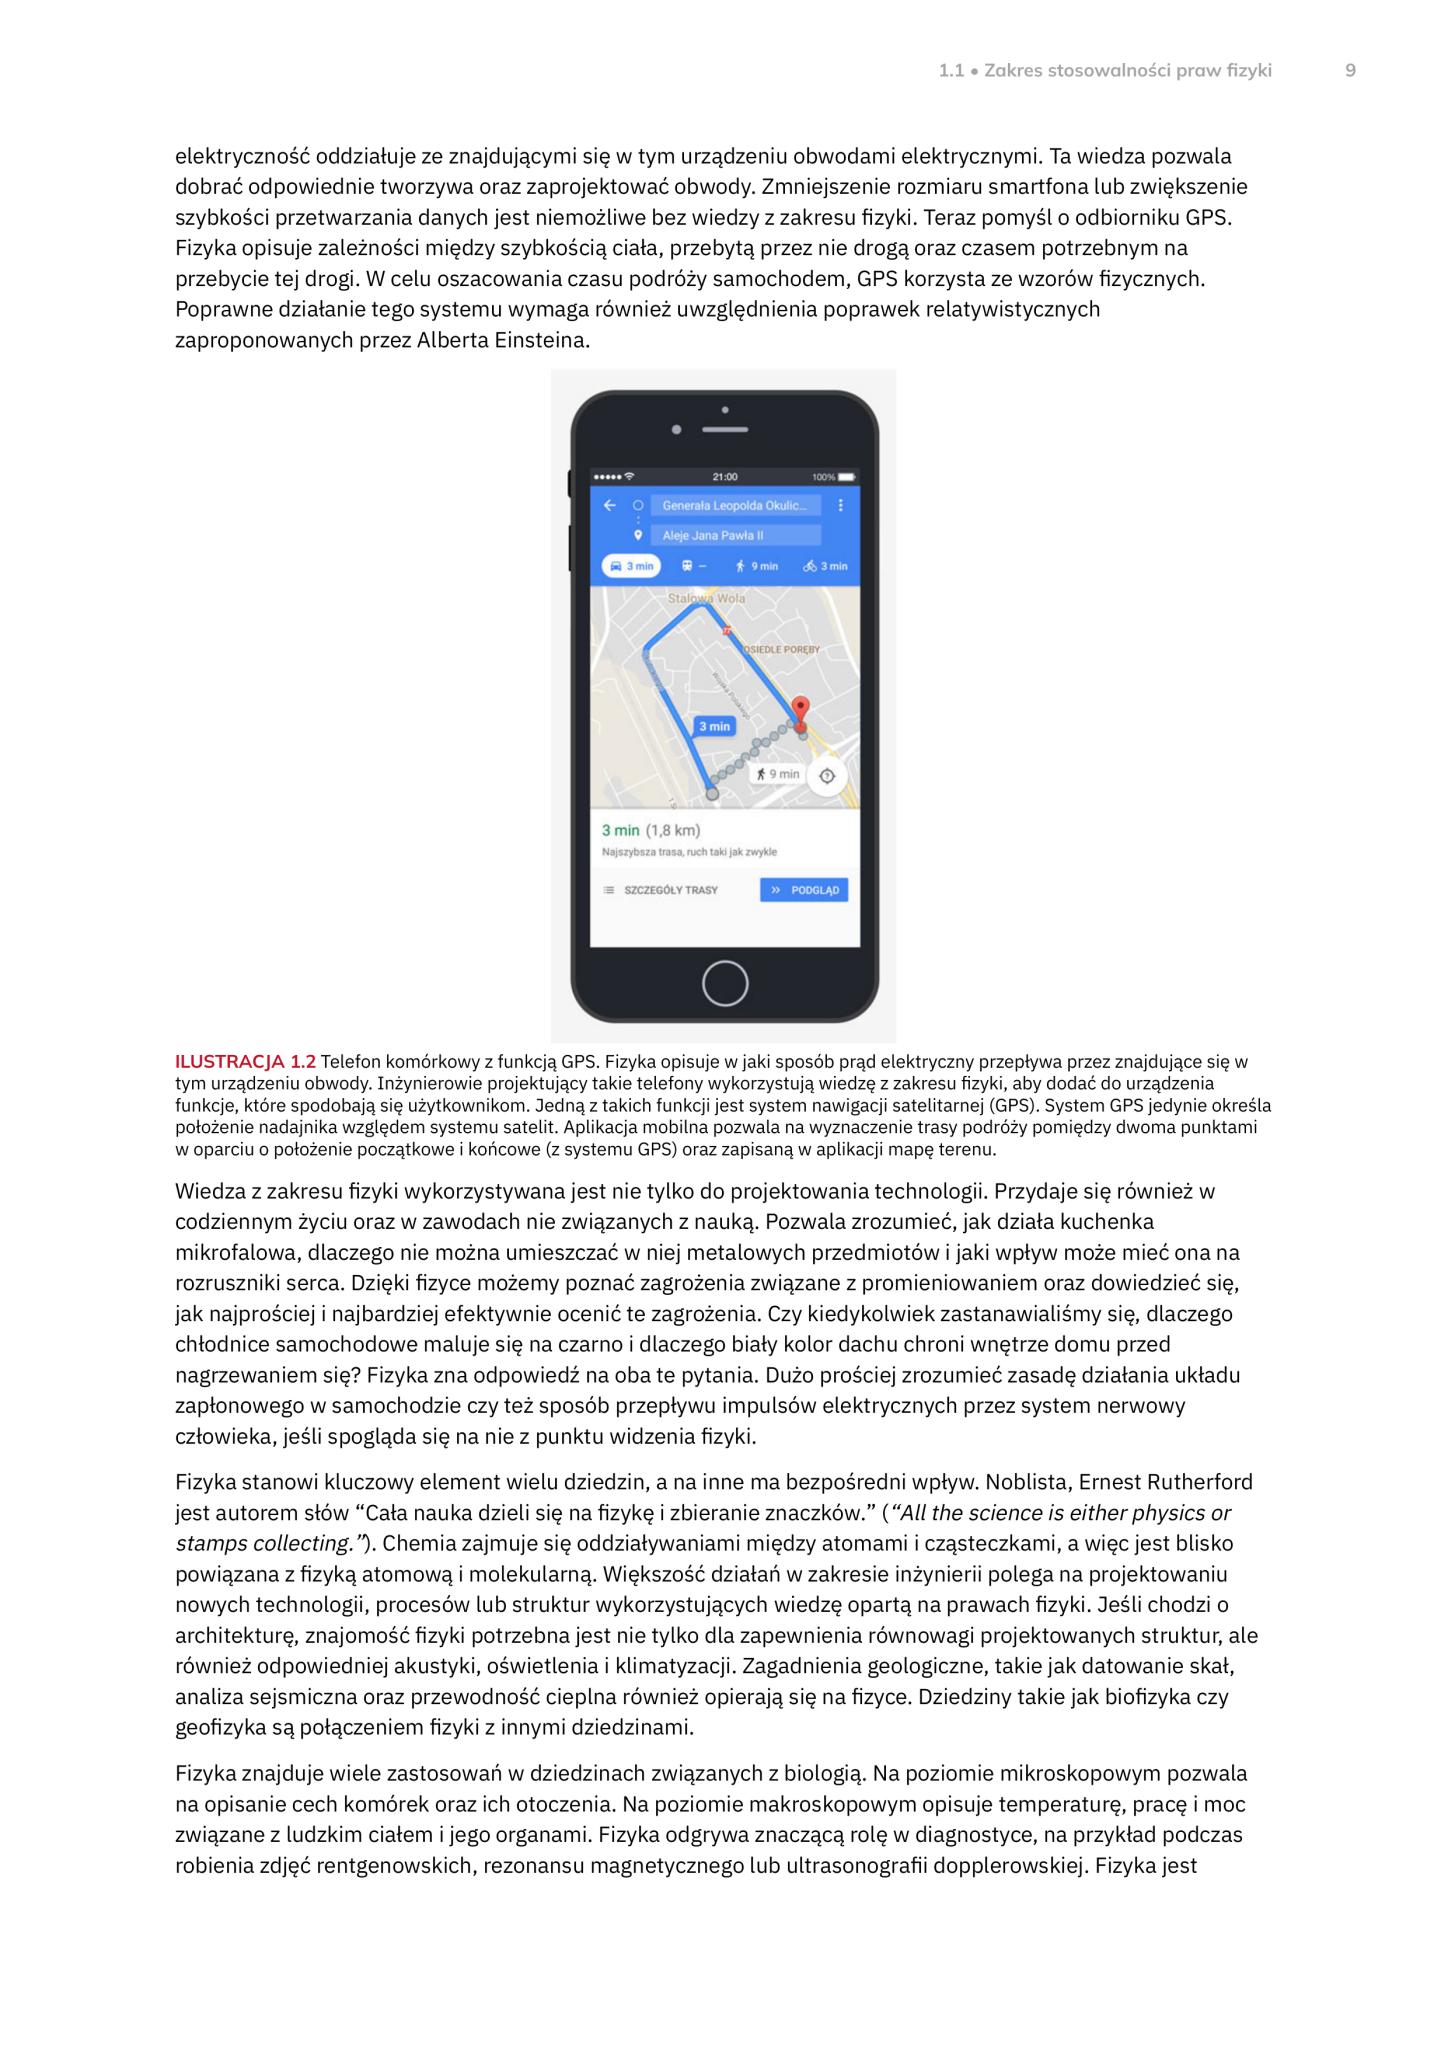 1.1 • Zakres stosowalności praw fizyki 9
elektryczność oddziałuje ze znajdującymi się w tym urządzeniu obwodami elektrycznymi. Ta wiedza pozwala
dobrać odpowiednie tworzywa oraz zaprojektować obwody. Zmniejszenie rozmiaru smartfona lub zwiększenie
szybkości przetwarzania danych jest niemożliwe bez wiedzy z zakresu fizyki. Teraz pomyśl o odbiorniku GPS.
Fizyka opisuje zależności między szybkością ciała, przebytą przez nie drogą oraz czasem potrzebnym na
przebycie tej drogi. W celu oszacowania czasu podróży samochodem, GPS korzysta ze wzorów fizycznych.
Poprawne działanie tego systemu wymaga również uwzględnienia poprawek relatywistycznych
zaproponowanych przez Alberta Einsteina.
21:00 100%
Generała Leopolda Okulic...
Aleje Jana Pawła II
3 min – 9 min 3 min
Stalowa Wola
OSIEDLE PORĘBY
Wojska Polskiego
3 min
9 min
3 min (1,8 km)
Najszybsza trasa, ruch taki jak zwykle
SZCZEGÓŁY TRASY PODGLĄD
ILUSTRACJA 1.2 Telefon komórkowy z funkcją GPS. Fizyka opisuje w jaki sposób prąd elektryczny przepływa przez znajdujące się w
tym urządzeniu obwody. Inżynierowie projektujący takie telefony wykorzystują wiedzę z zakresu fizyki, aby dodać do urządzenia
funkcje, które spodobają się użytkownikom. Jedną z takich funkcji jest system nawigacji satelitarnej (GPS). System GPS jedynie określa
położenie nadajnika względem systemu satelit. Aplikacja mobilna pozwala na wyznaczenie trasy podróży pomiędzy dwoma punktami
w oparciu o położenie początkowe i końcowe (z systemu GPS) oraz zapisaną w aplikacji mapę terenu.
Wiedza z zakresu fizyki wykorzystywana jest nie tylko do projektowania technologii. Przydaje się również w
codziennym życiu oraz w zawodach nie związanych z nauką. Pozwala zrozumieć, jak działa kuchenka
mikrofalowa, dlaczego nie można umieszczać w niej metalowych przedmiotów i jaki wpływ może mieć ona na
rozruszniki serca. Dzięki fizyce możemy poznać zagrożenia związane z promieniowaniem oraz dowiedzieć się,
jak najprościej i najbardziej efektywnie ocenić te zagrożenia. Czy kiedykolwiek zastanawialiśmy się, dlaczego
chłodnice samochodowe maluje się na czarno i dlaczego biały kolor dachu chroni wnętrze domu przed
nagrzewaniem się? Fizyka zna odpowiedź na oba te pytania. Dużo prościej zrozumieć zasadę działania układu
zapłonowego w samochodzie czy też sposób przepływu impulsów elektrycznych przez system nerwowy
człowieka, jeśli spogląda się na nie z punktu widzenia fizyki.
Fizyka stanowi kluczowy element wielu dziedzin, a na inne ma bezpośredni wpływ. Noblista, Ernest Rutherford
jest autorem słów “Cała nauka dzieli się na fizykę i zbieranie znaczków.” (“All the science is either physics or
stamps collecting.”). Chemia zajmuje się oddziaływaniami między atomami i cząsteczkami, a więc jest blisko
powiązana z fizyką atomową i molekularną. Większość działań w zakresie inżynierii polega na projektowaniu
nowych technologii, procesów lub struktur wykorzystujących wiedzę opartą na prawach fizyki. Jeśli chodzi o
architekturę, znajomość fizyki potrzebna jest nie tylko dla zapewnienia równowagi projektowanych struktur, ale
również odpowiedniej akustyki, oświetlenia i klimatyzacji. Zagadnienia geologiczne, takie jak datowanie skał,
analiza sejsmiczna oraz przewodność cieplna również opierają się na fizyce. Dziedziny takie jak biofizyka czy
geofizyka są połączeniem fizyki z innymi dziedzinami.
Fizyka znajduje wiele zastosowań w dziedzinach związanych z biologią. Na poziomie mikroskopowym pozwala
na opisanie cech komórek oraz ich otoczenia. Na poziomie makroskopowym opisuje temperaturę, pracę i moc
związane z ludzkim ciałem i jego organami. Fizyka odgrywa znaczącą rolę w diagnostyce, na przykład podczas
robienia zdjęć rentgenowskich, rezonansu magnetycznego lub ultrasonografii dopplerowskiej. Fizyka jest